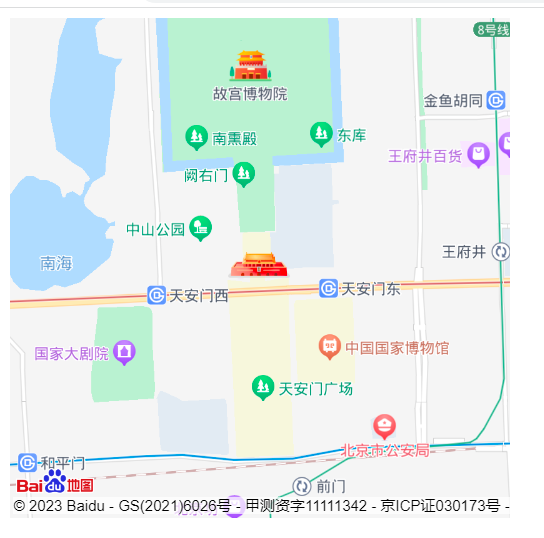 8号线
故宫博物院
金鱼胡同
南熏殿
东库
王府井百货
阙右门
中山公园
王府井
南海
天安门西
天安门东
国家大剧院
中国国家博物馆
天安门广场
北京市公安局
和平门
Bai du 地图
前门
© 2023 Baidu - GS(2021)6026号 - 甲测资字11111342 - 京ICP证030173号 -